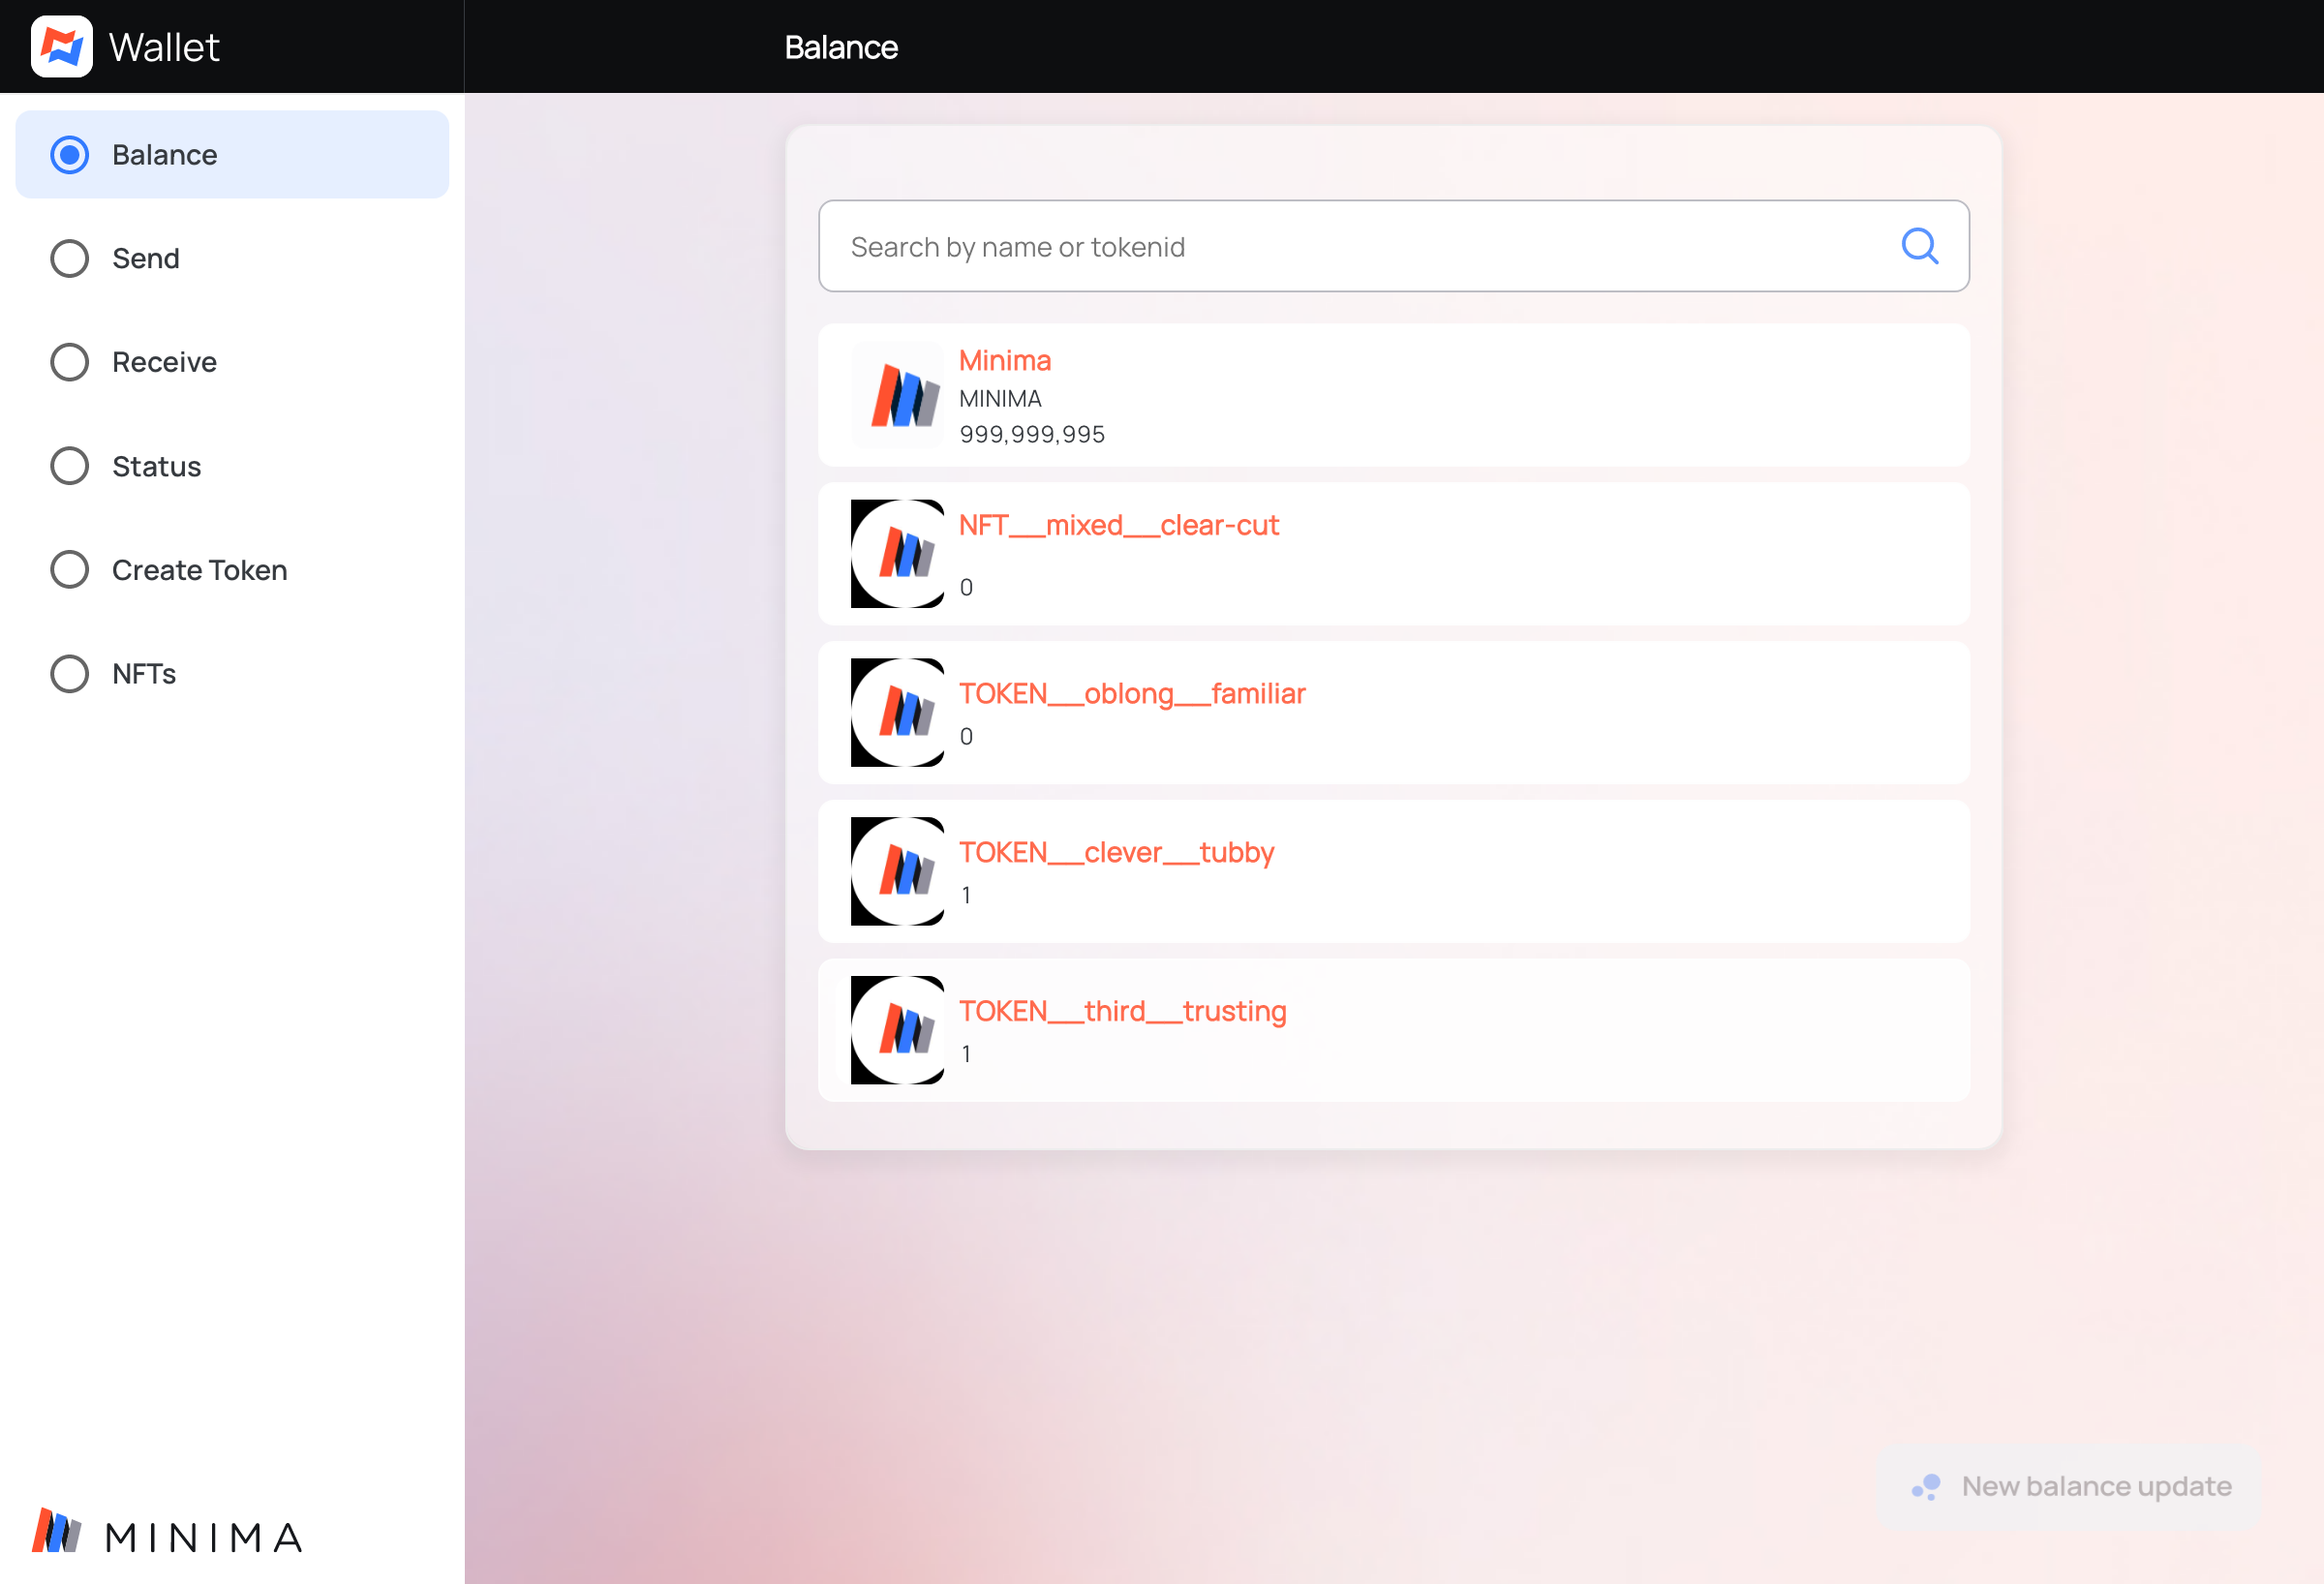 Wallet
Balance
Balance
Send
Receive
Status
Create Token
NFTs
MINIMA
Search by name or tokenid
Minima
MINIMA
999,999,995
NFT__mixed__clear-cut
0
TOKEN__oblong__familiar
0
TOKEN__clever__tubby
1
TOKEN__third__trusting
1
New balance update